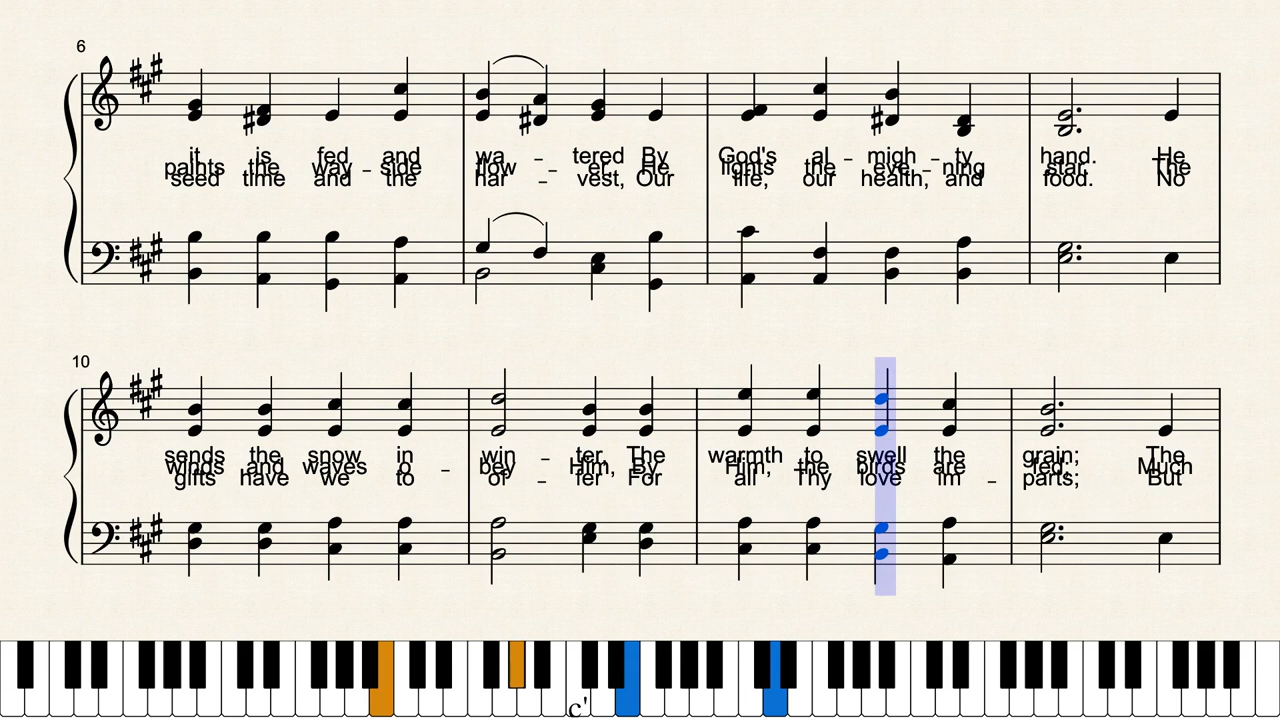 6
it is fed and wa - tered By God's al - migh - ty hand. He
paints the way - side flow - er, He lights the eve - ning star. The
seed time and the har - vest, Our life, our health, and food. No
10
sends the snow in win - ter, The warmth to swell the grain; The
winds and waves o - bey Him, By Him, the birds are fed; Much
gifts have we to of - fer For all Thy love im - parts; But
c'